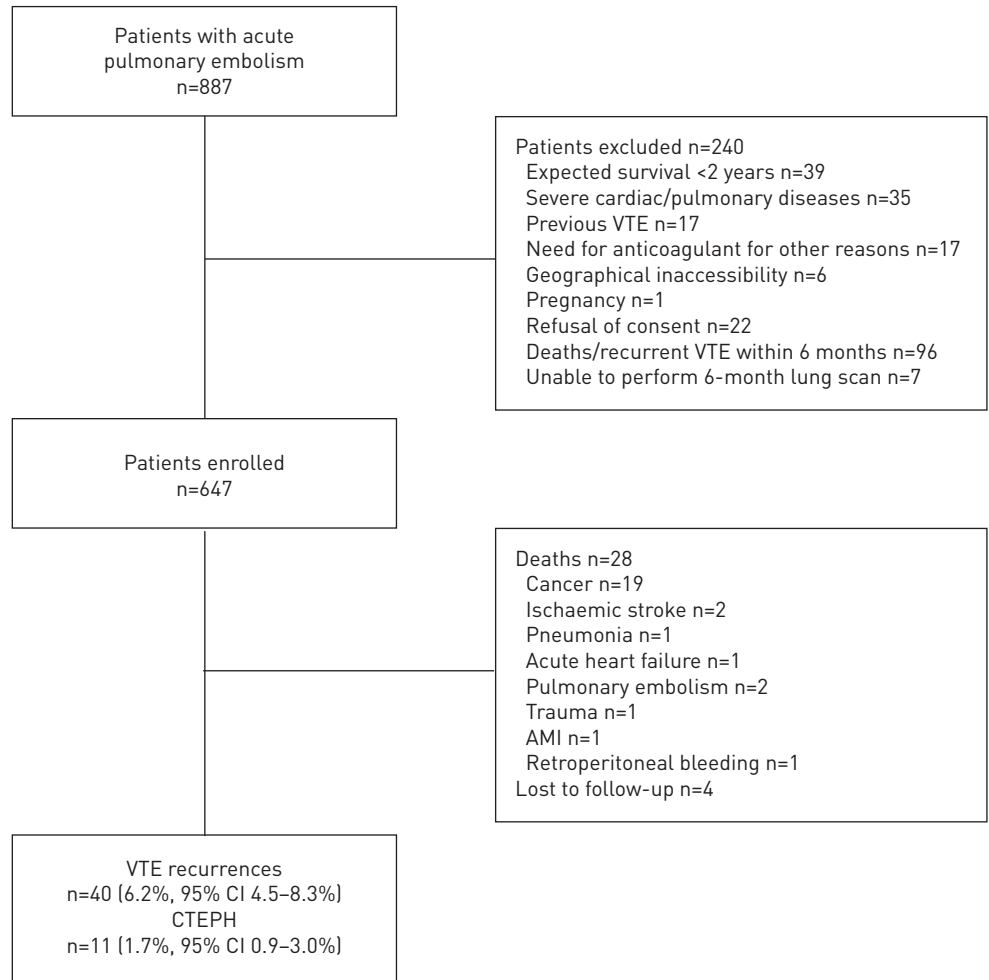 Patients with acute
pulmonary embolism
n=887
Patients excluded n=240
Expected survival <2 years n=39
Severe cardiac/pulmonary diseases n=35
Previous VTE n=17
Need for anticoagulant for other reasons n=17
Geographical inaccessibility n=6
Pregnancy n=1
Refusal of consent n=22
Deaths/recurrent VTE within 6 months n=96
Unable to perform 6-month lung scan n=7
Patients enrolled
n=647
Deaths n=28
Cancer n=19
Ischaemic stroke n=2
Pneumonia n=1
Acute heart failure n=1
Pulmonary embolism n=2
Trauma n=1
AMI n=1
Retroperitoneal bleeding n=1
Lost to follow-up n=4
VTE recurrences
n=40 (6.2%, 95% CI 4.5–8.3%)
CTEPH
n=11 (1.7%, 95% CI 0.9–3.0%)